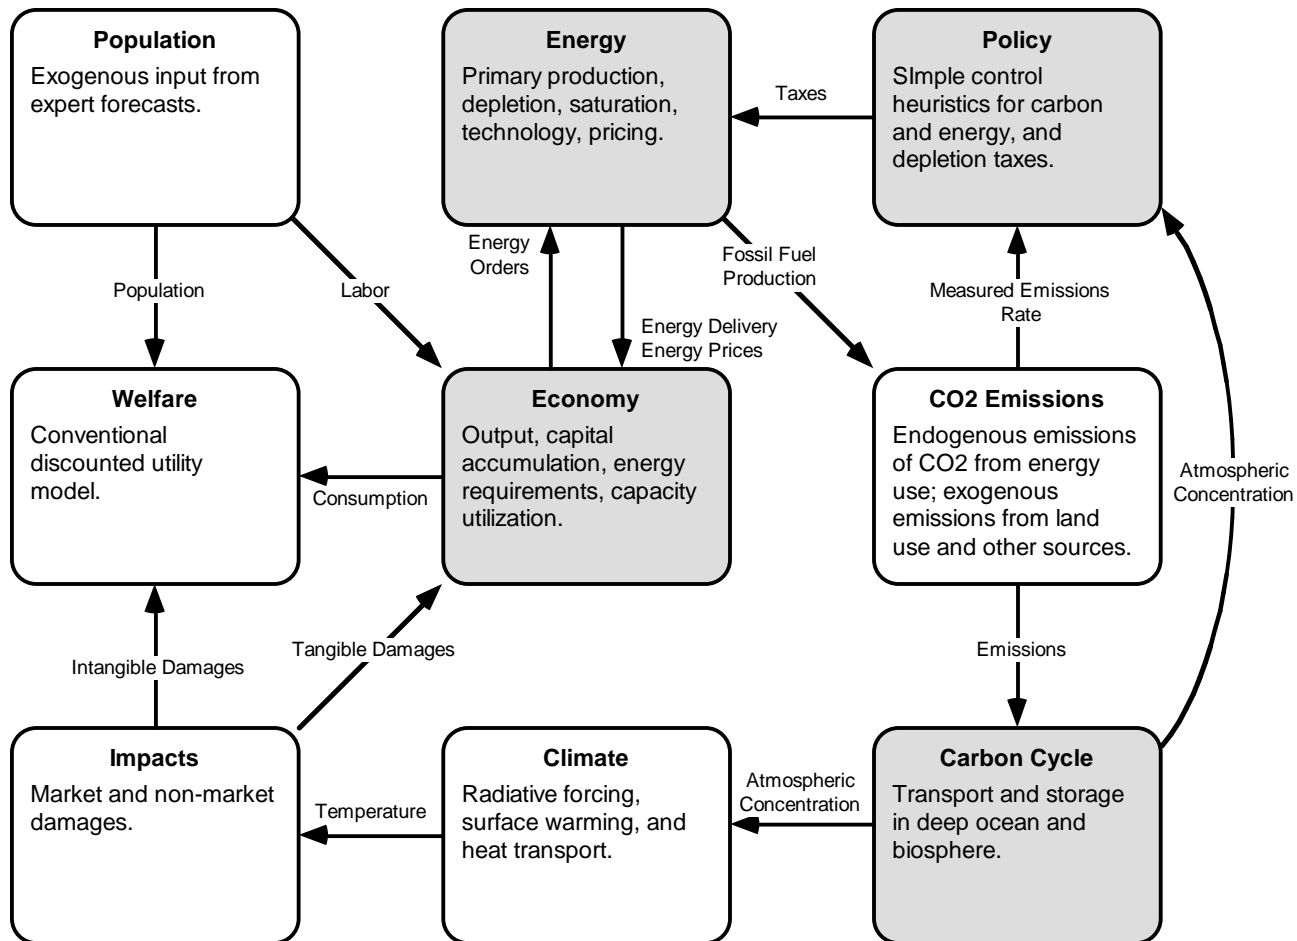 Population
Exogenous input from
expert forecasts.
Energy
Primary production,
depletion, saturation,
technology, pricing.
Taxes
Policy
SImple control
heuristics for carbon
and energy, and
depletion taxes.
Population
Labor
Energy
Orders
Energy Delivery
Energy Prices
Fossil Fuel
Production
Measured Emissions
Rate
Welfare
Conventional
discounted utility
model.
Consumption
Economy
Output, capital
accumulation, energy
requirements, capacity
utilization.
CO2 Emissions
Endogenous emissions
of CO2 from energy
use; exogenous
emissions from land
use and other sources.
Atmospheric
Concentration
Intangible Damages
Tangible Damages
Emissions
Impacts
Market and non-market
damages.
Temperature
Climate
Radiative forcing,
surface warming, and
heat transport.
Atmospheric
Concentration
Carbon Cycle
Transport and storage
in deep ocean and
biosphere.